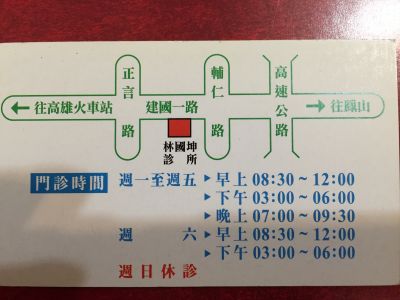 正言路
輔仁路
高速公路
←往高雄火車站
建國一路
→往鳳山
林國坤
診所
門診時間
週一至週五 ▶早上 08:30~12:00
▶下午 03:00~06:00
▶晚上 07:00~09:30
週六 ▶早上 08:30~12:00
▶下午 03:00~06:00
週日休診